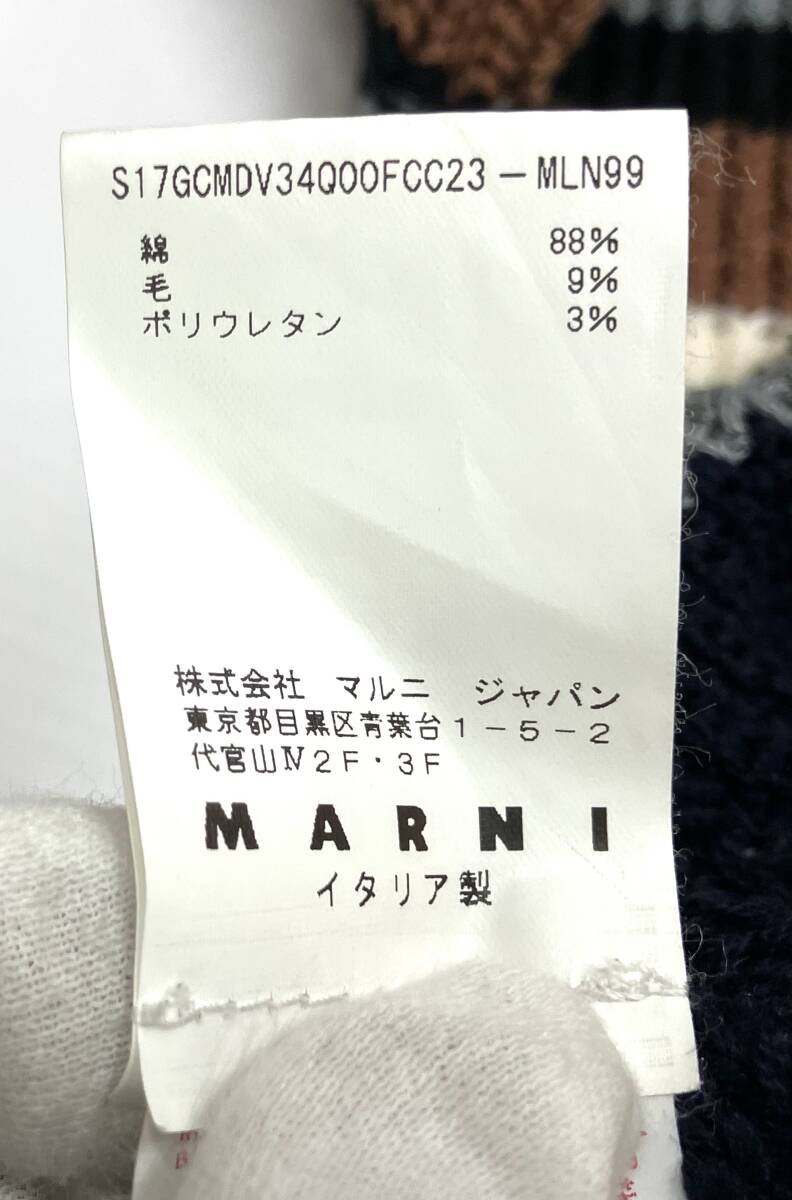 S17GCMDV34Q00FCC23－MLN99
綿 88%
毛 9%
ポリウレタン 3%
株式会社 マルニ ジャパン
東京都目黒区青葉台１－５－２
代官山Ⅳ２Ｆ・３Ｆ
MARNI
イタリア製